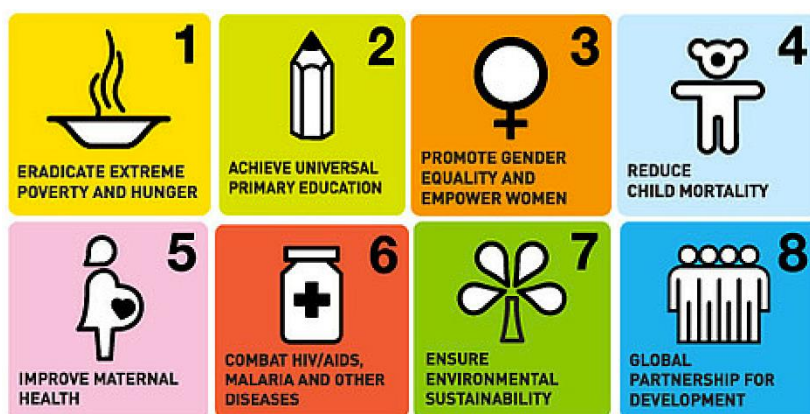 1
ERADICATE EXTREME
POVERTY AND HUNGER
2
ACHIEVE UNIVERSAL
PRIMARY EDUCATION
3
PROMOTE GENDER
EQUALITY AND
EMPOWER WOMEN
4
REDUCE
CHILD MORTALITY
5
IMPROVE MATERNAL
HEALTH
6
COMBAT HIV/AIDS,
MALARIA AND OTHER
DISEASES
7
ENSURE
ENVIRONMENTAL
SUSTAINABILITY
8
GLOBAL
PARTNERSHIP FOR
DEVELOPMENT